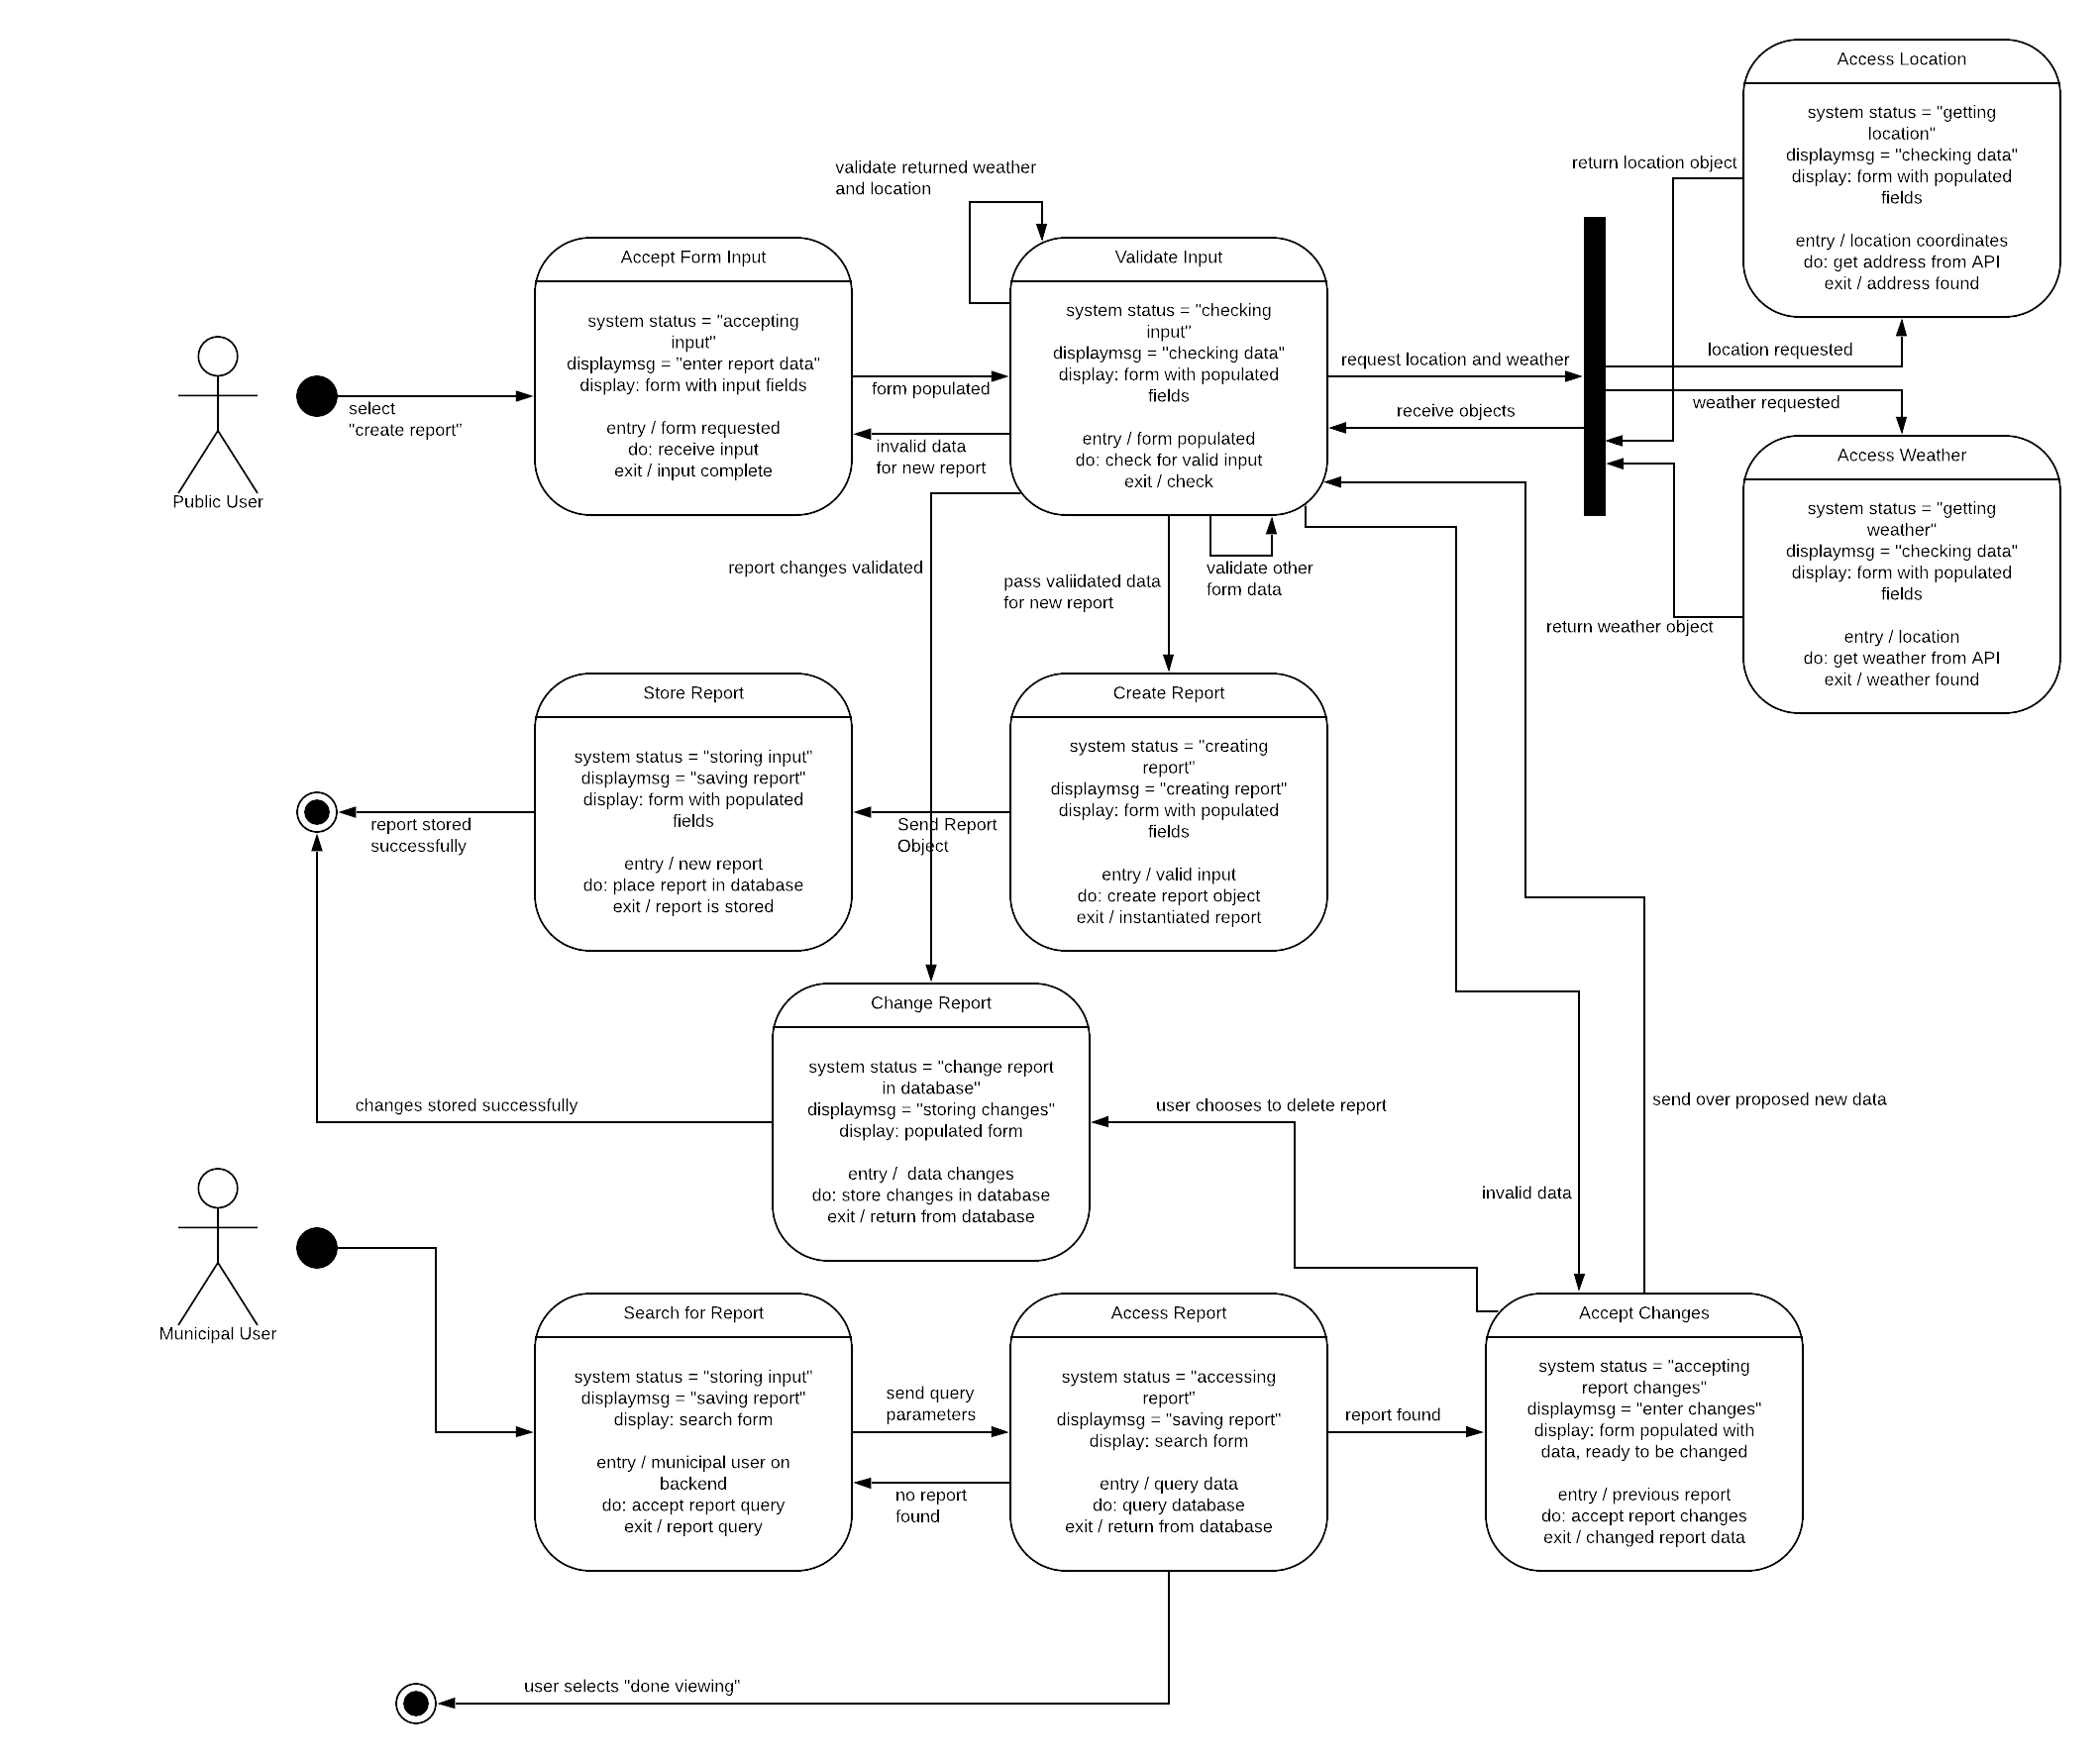 Access Location
system status = "getting
location"
displaymsg = "checking data"
display: form with populated
fields
entry / location coordinates
do: get address from API
exit / address found
return location object
validate returned weather
and location
Accept Form Input
system status = "accepting
input"
displaymsg = "enter report data"
display: form with input fields
entry / form requested
do: receive input
exit / input complete
Validate Input
system status = "checking
input"
displaymsg = "checking data"
display: form with populated
fields
entry / form populated
do: check for valid input
exit / check
Public User
select
"create report"
form populated
invalid data
for new report
request location and weather
receive objects
location requested
weather requested
Access Weather
system status = "getting
weather"
displaymsg = "checking data"
display: form with populated
fields
entry / location
do: get weather from API
exit / weather found
return weather object
report changes validated
pass valiidated data
for new report
validate other
form data
Store Report
system status = "storing input"
displaymsg = "saving report"
display: form with populated
fields
entry / new report
do: place report in database
exit / report is stored
Create Report
system status = "creating
report"
displaymsg = "creating report"
display: form with populated
fields
entry / valid input
do: create report object
exit / instantiated report
report stored
successfully
Send Report
Object
Change Report
system status = "change report
in database"
displaymsg = "storing changes"
display: populated form
entry /  data changes
do: store changes in database
exit / return from database
changes stored successfully
user chooses to delete report
send over proposed new data
invalid data
Municipal User
Search for Report
system status = "storing input"
displaymsg = "saving report"
display: search form
entry / municipal user on
backend
do: accept report query
exit / report query
send query
parameters
no report
found
Access Report
system status = "accessing
report"
displaymsg = "saving report"
display: search form
entry / query data
do: query database
exit / return from database
report found
Accept Changes
system status = "accepting
report changes"
displaymsg = "enter changes"
display: form populated with
data, ready to be changed
entry / previous report
do: accept report changes
exit / changed report data
user selects "done viewing"